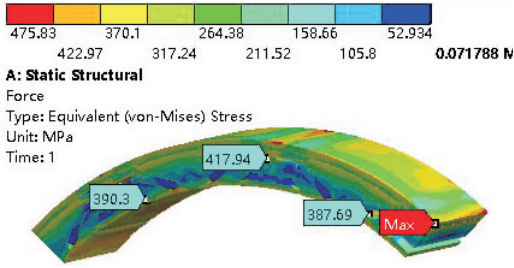 475.83 370.1 264.38 158.66 52.934
422.97 317.24 211.52 105.8 0.071788 M
A: Static Structural
Force
Type: Equivalent (von-Mises) Stress
Unit: MPa
Time: 1
417.94
390.3
387.69
Max